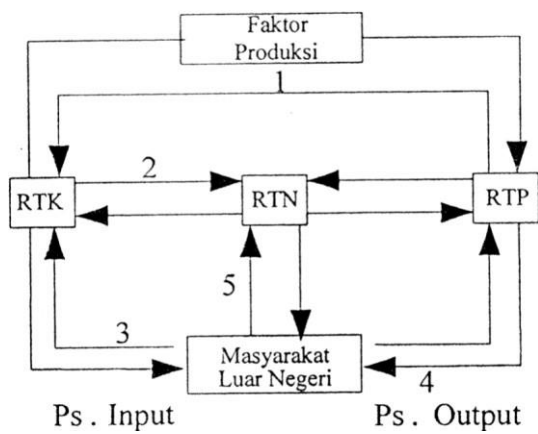 Faktor
Produksi
1
2
RTK
RTN
RTP
5
3
Masyarakat
Luar Negeri
4
Ps . Input
Ps . Output